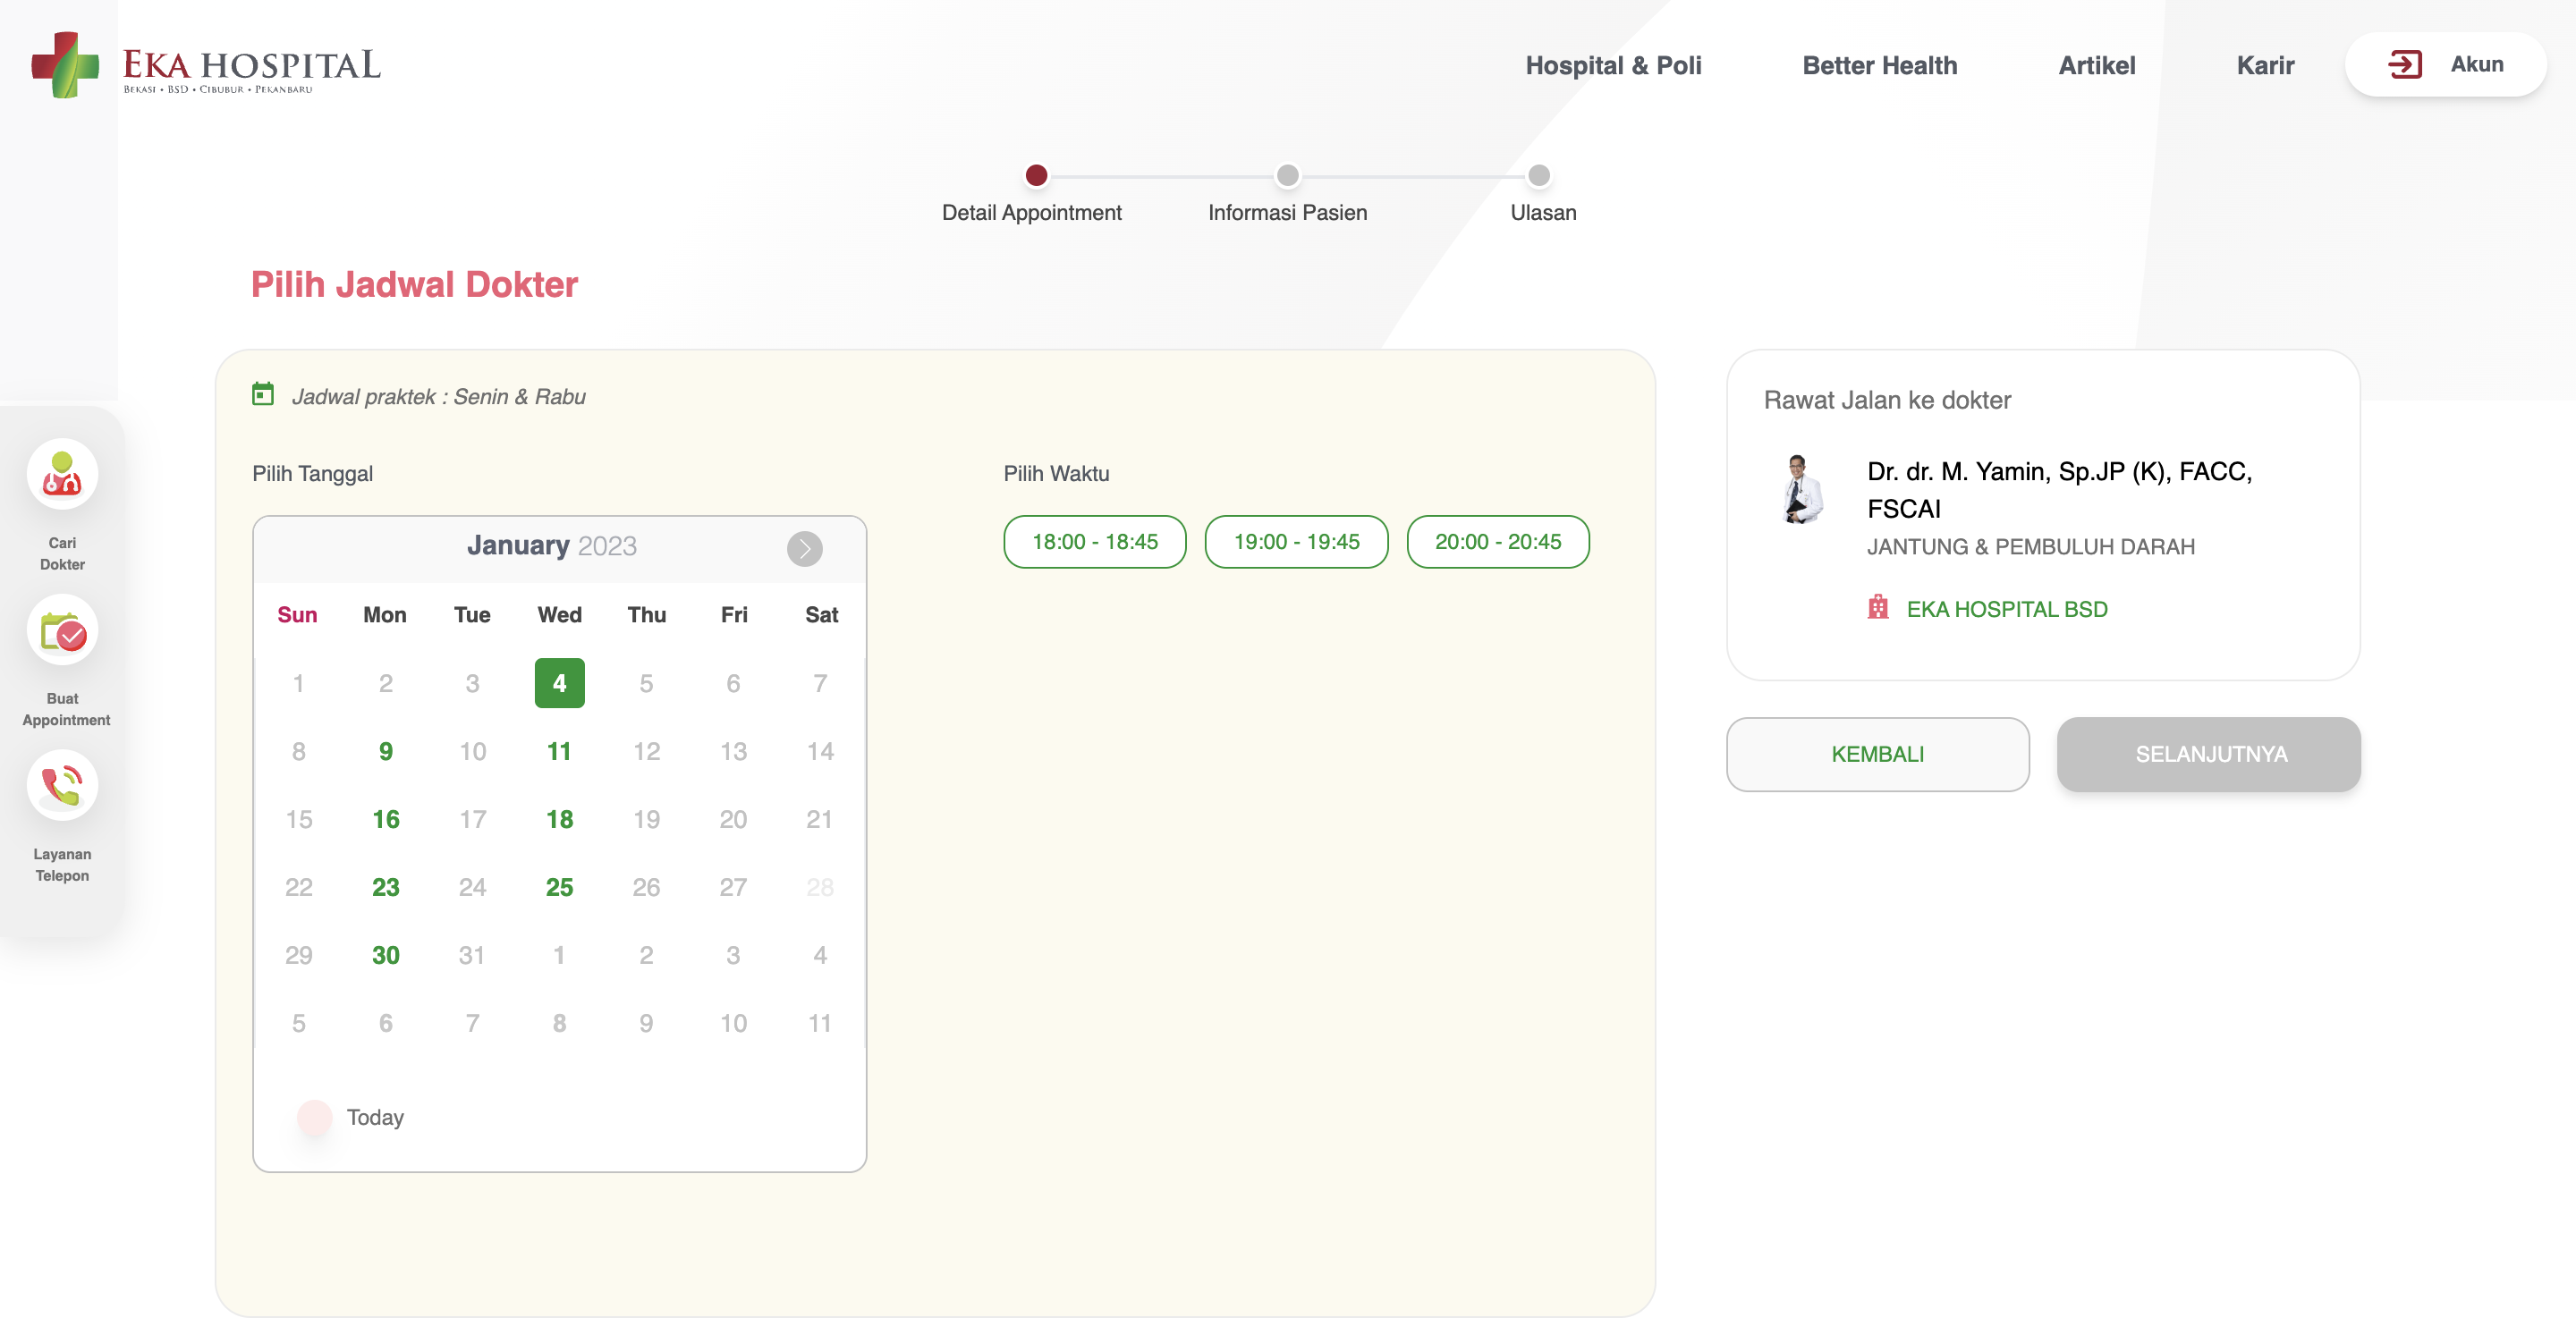 EKA HOSPITAL
BEKASI • BSD • CIBUBUR • PEKANBARU
Hospital & Poli
Better Health
Artikel
Karir
Akun
Detail Appointment
Informasi Pasien
Ulasan
Pilih Jadwal Dokter
Jadwal praktek : Senin & Rabu
Pilih Tanggal
January 2023
Sun Mon Tue Wed Thu Fri Sat
1 2 3 4 5 6 7
8 9 10 11 12 13 14
15 16 17 18 19 20 21
22 23 24 25 26 27 28
29 30 31 1 2 3 4
5 6 7 8 9 10 11
Today
Pilih Waktu
18:00 - 18:45
19:00 - 19:45
20:00 - 20:45
Rawat Jalan ke dokter
Dr. dr. M. Yamin, Sp.JP (K), FACC,
FSCAI
JANTUNG & PEMBULUH DARAH
EKA HOSPITAL BSD
KEMBALI
SELANJUTNYA
Cari
Dokter
Buat
Appointment
Layanan
Telepon